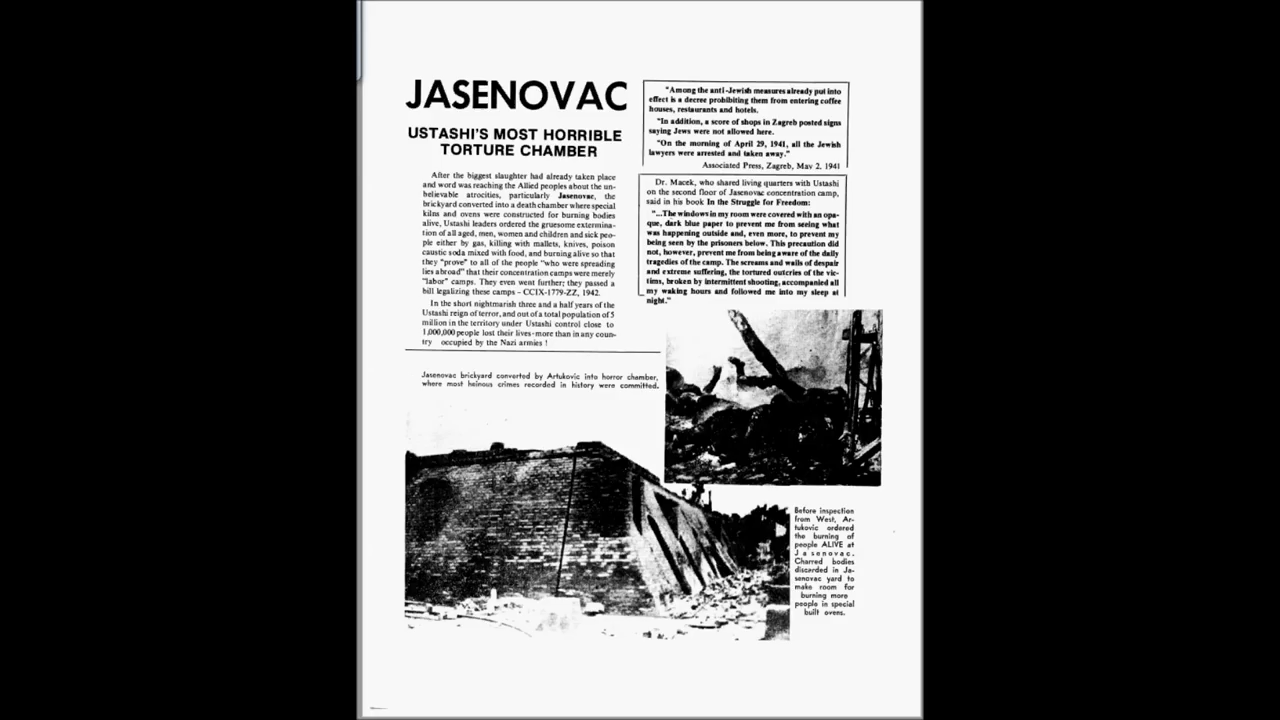 JASENOVAC
USTASHI'S MOST HORRIBLE
TORTURE CHAMBER
After the biggest slaughter had already taken place
and word was reaching the Allied peoples about the un-
believable atrocities, particularly Jasenovac, the
brickyard converted into a death chamber where special
kilns and ovens were constructed for burning bodies
alive, Ustashi leaders ordered the gruesome extermina-
tion of all aged, men, women and children and sick peo-
ple either by gas, killing with mallets, knives, poison
caustic soda mixed with food, and burning alive so that
they "prove" to all of the people "who were spreading
lies abroad" that their concentration camps were merely
"labor" camps. They even went further; they passed a
bill legalizing these camps - CCIX-1779-ZZ, 1942.
In the short nightmarish three and a half years of the
Ustashi reign of terror, and out of a total population of 5
million in the territory under Ustashi control close to
1,000,000 people lost their lives-more than in any coun-
try occupied by the Nazi armies !
"Among the anti-Jewish measures already put into
effect is a decree prohibiting them from entering coffee
houses, restaurants and hotels.
"In addition, a score of shops in Zagreb posted signs
saying Jews were not allowed here.
"On the morning of April 29, 1941, all the Jewish
lawyers were arrested and taken away."
Associated Press, Zagreb, May 2, 1941
Dr. Macek, who shared living quarters with Ustashi
on the second floor of Jasenovac concentration camp,
said in his book In the Struggle for Freedom:
"...The windows in my room were covered with an opa-
que, dark blue paper to prevent me from seeing what
was happening outside and, even more, to prevent my
being seen by the prisoners below. This precaution did
not, however, prevent me from being aware of the daily
tragedies of the camp. The screams and wails of despair
and extreme suffering, the tortured outcries of the vic-
tims, broken by intermittent shooting, accompanied all
my waking hours and followed me into my sleep at
night."
Jasenovac brickyard converted by Artukovic into horror chamber,
where most heinous crimes recorded in history were committed.
Before inspection
from West, Ar-
tukovic ordered
the burning of
people ALIVE at
Jasenovac.
Charred bodies
discarded in Ja-
senovac yard to
make room for
burning more
people in special
built ovens.